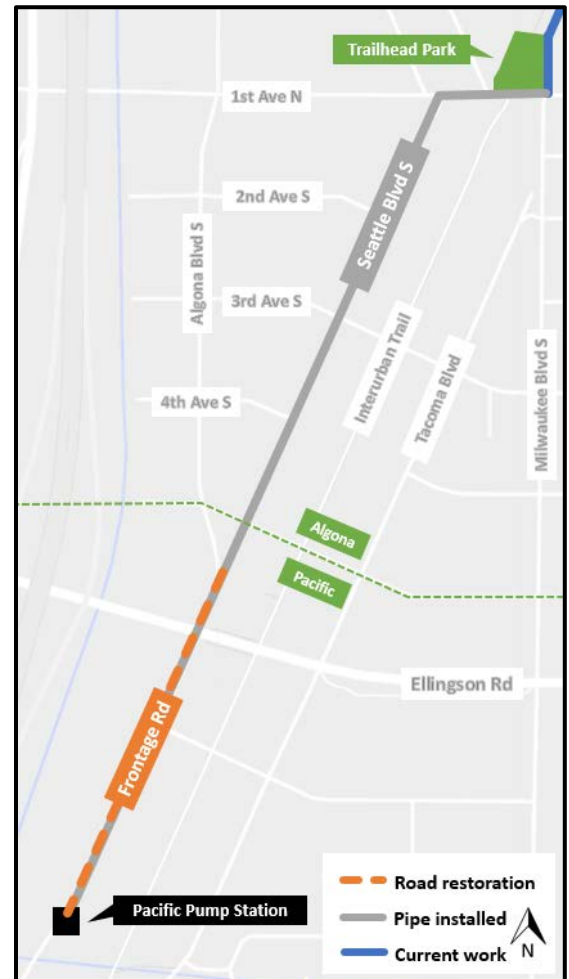 Trailhead Park
1st Ave N
Seattle Blvd S
2nd Ave S
Algona Blvd S
3rd Ave S
Interurban Trail
Tacoma Blvd
Milwaukee Blvd S
4th Ave S
Algona
Pacific
Ellingson Rd
Frontage Rd
Pacific Pump Station
Road restoration
Pipe installed
Current work
N